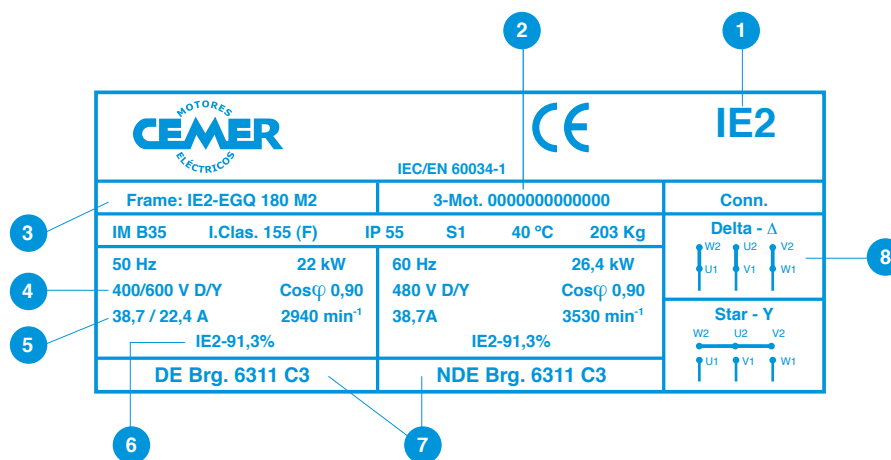 2
1
MOTORES
CEMER
ELÉCTRICOS
CE
IE2
IEC/EN 60034-1
Frame: IE2-EGQ 180 M2
3-Mot. 0000000000000
Conn.
3
IM B35 I.Clas. 155 (F) IP 55 S1 40 ºC 203 Kg
Delta - Δ
W2 U2 V2
U1 V1 W1
8
50 Hz 22 kW
60 Hz 26,4 kW
4
400/600 V D/Y Cosφ 0,90
480 V D/Y Cosφ 0,90
5
38,7 / 22,4 A 2940 min-1
38,7A 3530 min-1
IE2-91,3%
IE2-91,3%
Star - Y
W2 U2 V2
U1 V1 W1
DE Brg. 6311 C3
NDE Brg. 6311 C3
6
7